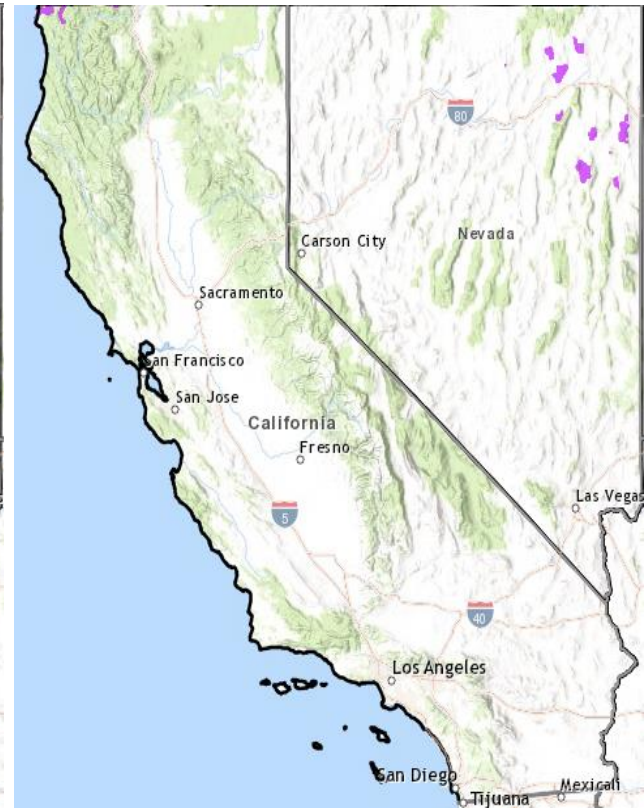 80
Nevada
Carson City
Sacramento
San Francisco
San Jose
California
Fresno
Las Vegas
5
40
Los Angeles
San Diego
Mexicali
Tijuana